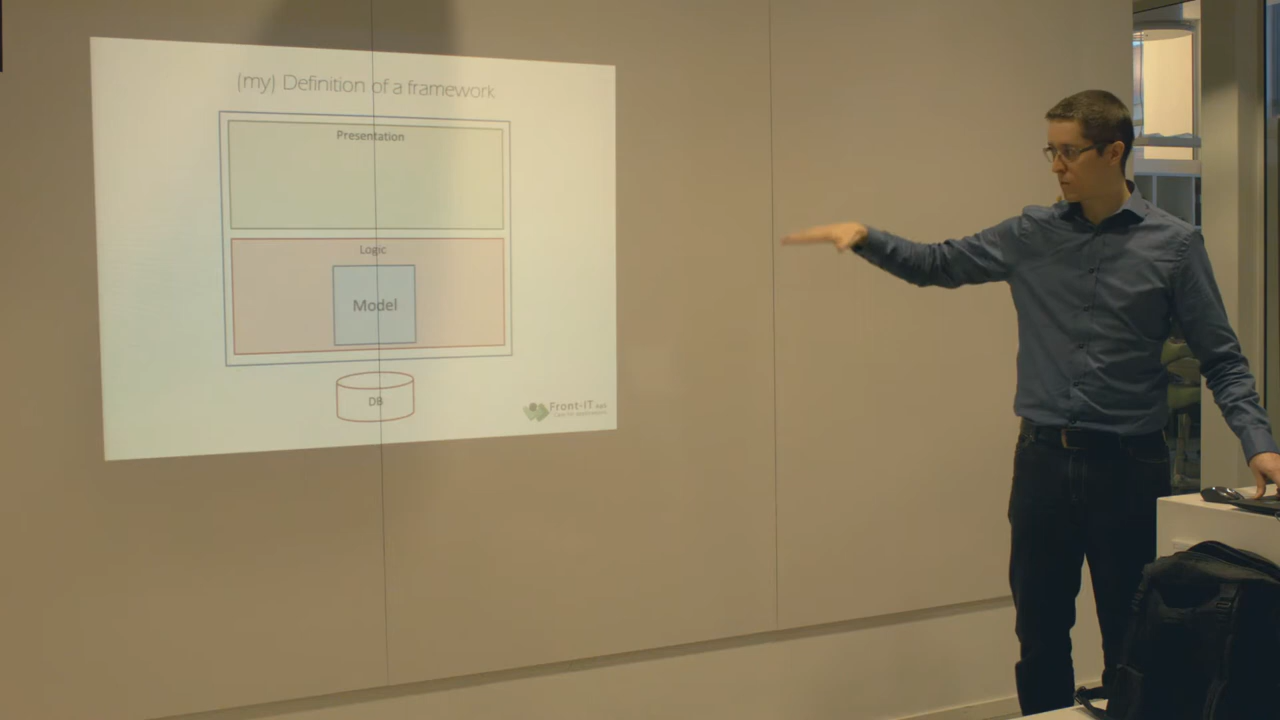 (my) Definition of a framework
Presentation
Logic
Model
DB
Front-IT